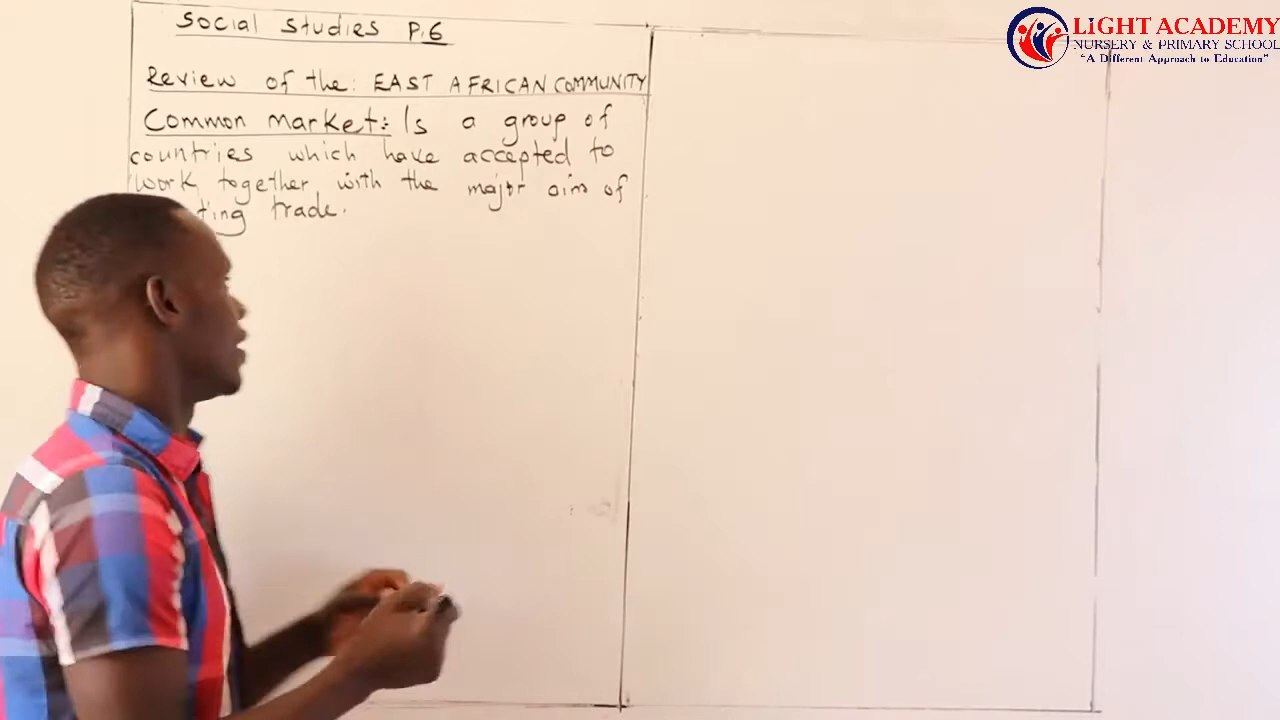 Social Studies P.6
Review of the: EAST AFRICAN COMMUNITY
Common market:- Is a group of
countries which have accepted to
work together with the major aim of
ting trade.
LIGHT ACADEMY
NURSERY & PRIMARY SCHOOL
"A Different Approach to Education"